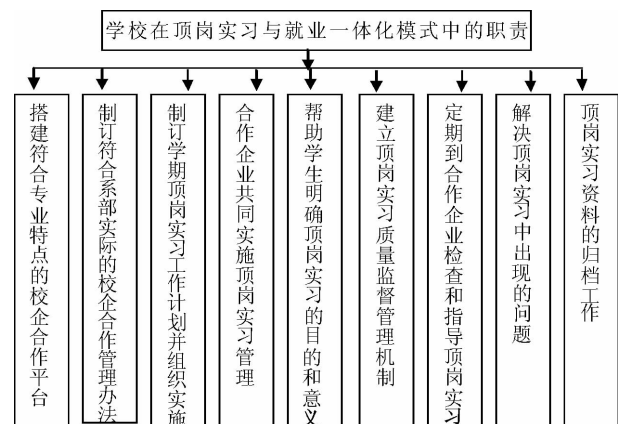 学校在顶岗实习与就业一体化模式中的职责
搭建符合专业特点的校企合作平台
制订符合系部实际的校企合作管理办法
制订学期顶岗实习工作计划并组织实施
合作企业共同实施顶岗实习管理
帮助学生明确顶岗实习的目的和意义
建立顶岗实习质量监督管理机制
定期到合作企业检查和指导顶岗实习
解决顶岗实习中出现的问题
顶岗实习资料的归档工作